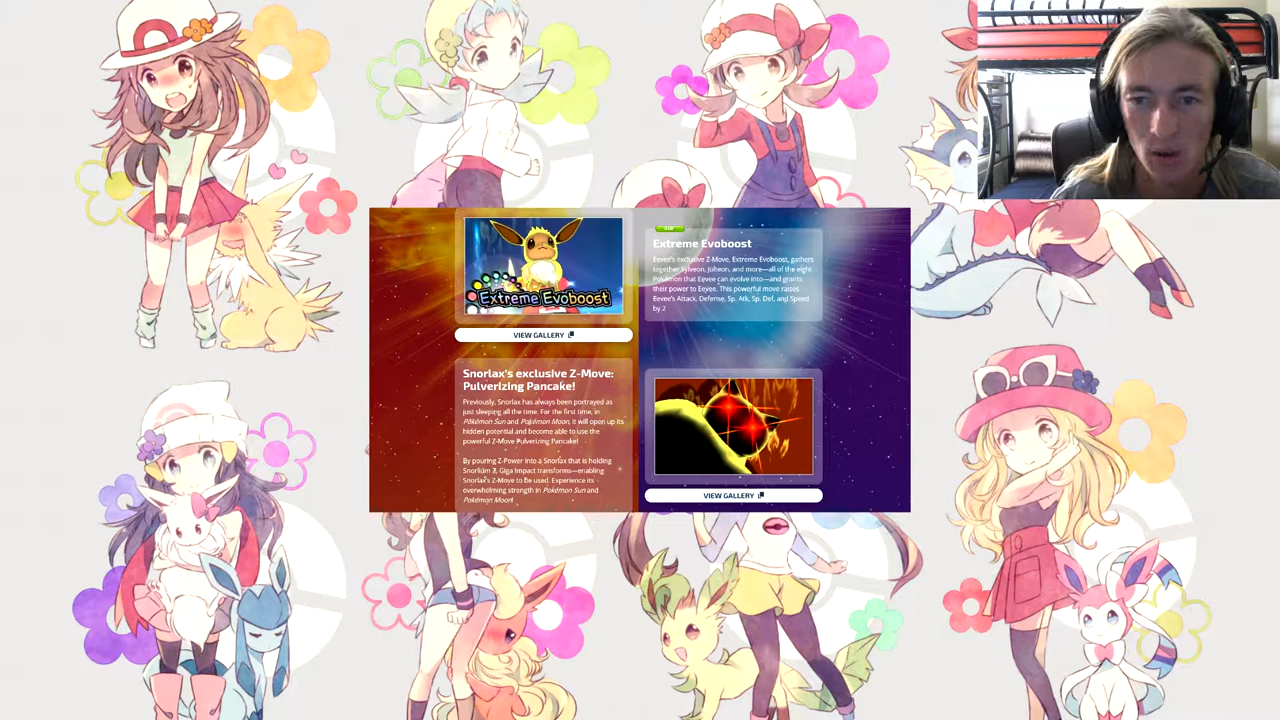 Extreme Evoboost
VIEW GALLERY
Snorlax's exclusive Z-Move:
Pulverizing Pancake!
Previously, Snorlax has always been portrayed as
just sleeping all the time. For the first time, in
Pokémon Sun and Pokémon Moon, it will open up its
hidden potential and become able to use the
powerful Z-Move Pulverizing Pancake!
By pouring Z-Power into a Snorlax that is holding
Snorlium Z, Giga Impact transforms—enabling
Snorlax's Z-Move to be used. Experience its
overwhelming strength in Pokémon Sun and
Pokémon Moon!
Extreme Evoboost
Eevee's exclusive Z-Move, Extreme Evoboost, gathers
together Sylveon, Jolteon, and more—all of the eight
Pokémon that Eevee can evolve into—and grants
their power to Eevee. This powerful move raises
Eevee's Attack, Defense, Sp. Atk, Sp. Def, and Speed
by 2
VIEW GALLERY